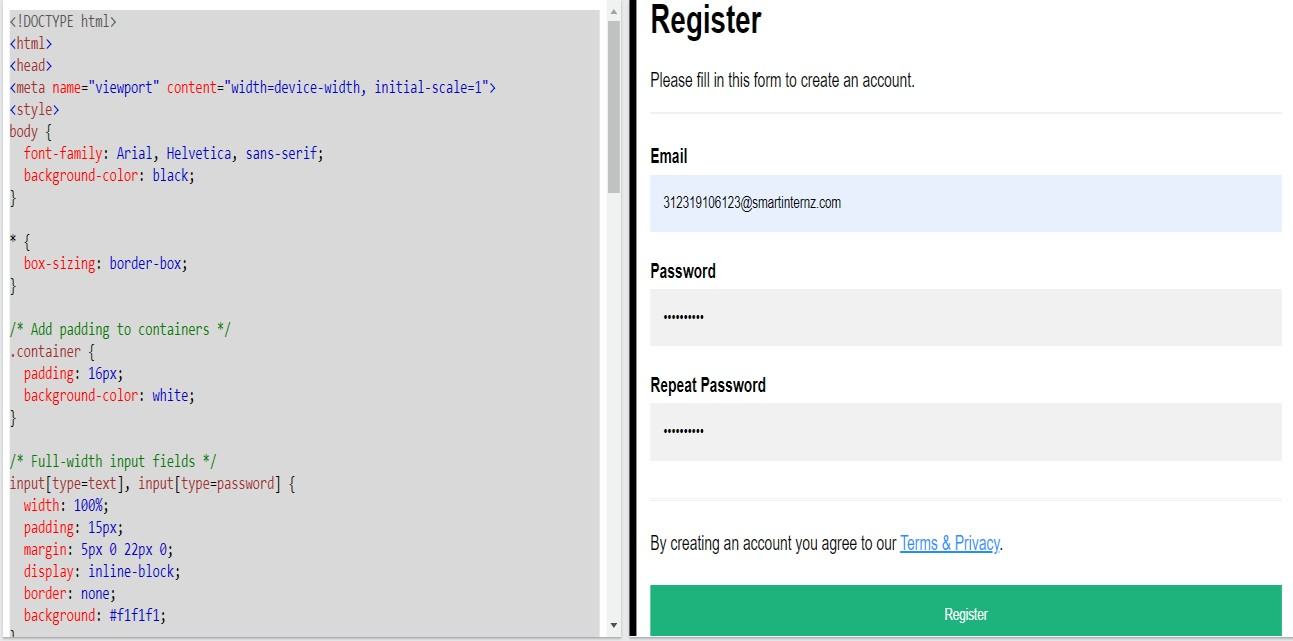 <!DOCTYPE html>
<html>
<head>
<meta name="viewport" content="width=device-width, initial-scale=1">
<style>
body {
  font-family: Arial, Helvetica, sans-serif;
  background-color: black;
}

* {
  box-sizing: border-box;
}

/* Add padding to containers */
.container {
  padding: 16px;
  background-color: white;
}

/* Full-width input fields */
input[type=text], input[type=password] {
  width: 100%;
  padding: 15px;
  margin: 5px 0 22px 0;
  display: inline-block;
  border: none;
  background: #f1f1f1;
}
Register
Please fill in this form to create an account.
Email
312319106123@smartinternz.com
Password
••••••••••
Repeat Password
••••••••••
By creating an account you agree to our Terms & Privacy.
Register